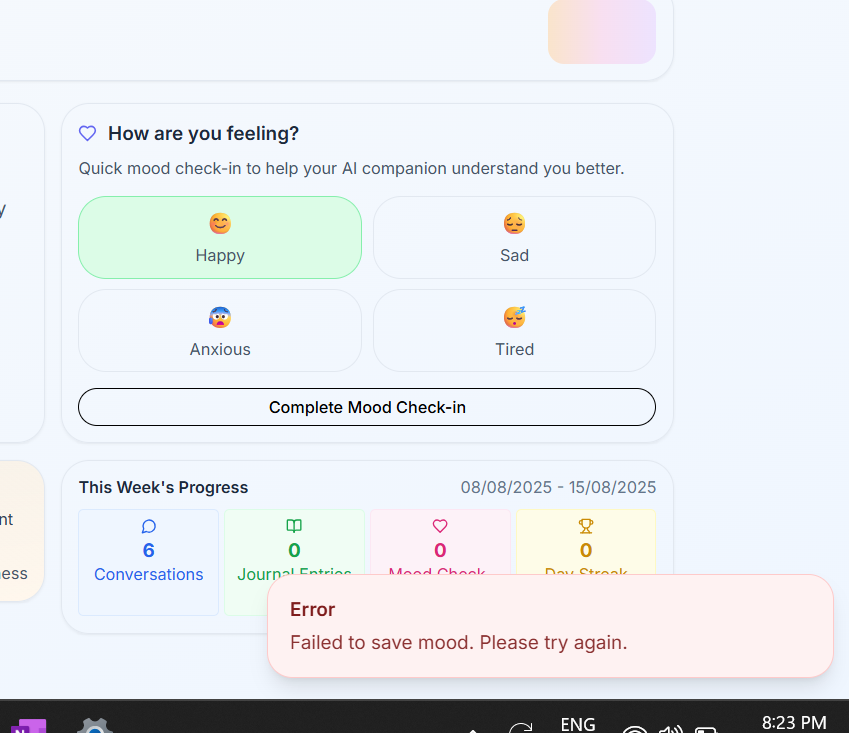 How are you feeling?
Quick mood check-in to help your AI companion understand you better.
Happy
Sad
Anxious
Tired
Complete Mood Check-in
This Week's Progress
08/08/2025 - 15/08/2025
6
Conversations
0
Journal Entries
0
Mood Check
0
Day Streak
Error
Failed to save mood. Please try again.
y
nt
ess
N
ENG
8:23 PM